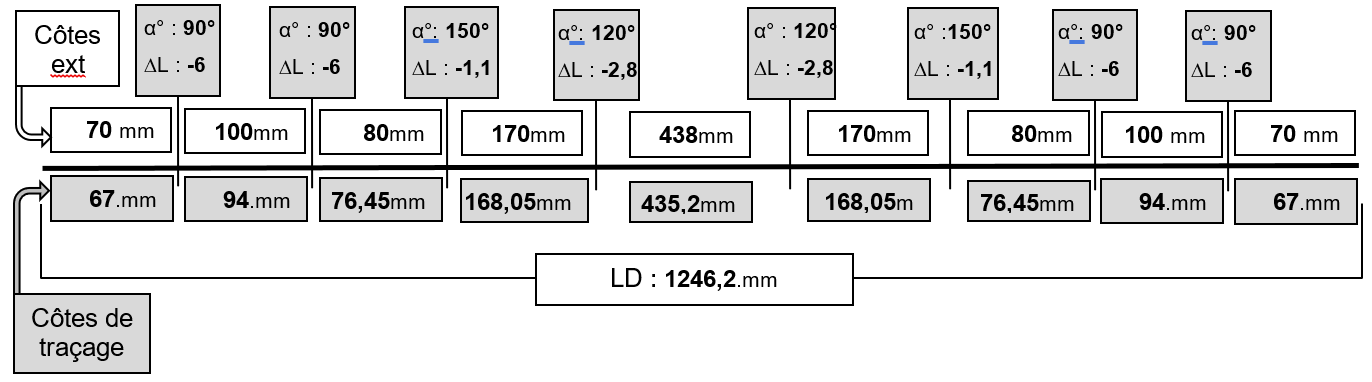 Côtes
ext
α° : 90°
ΔL : -6
α° : 90°
ΔL : -6
α°: 150°
ΔL : -1,1
α°: 120°
ΔL : -2,8
α° : 120°
ΔL : -2,8
α° :150°
ΔL : -1,1
α°: 90°
ΔL : -6
α°: 90°
ΔL : -6
70 mm
100mm
80mm
170mm
438mm
170mm
80mm
100 mm
70 mm
67.mm
94.mm
76,45mm
168,05mm
435,2mm
168,05m
76,45mm
94.mm
67.mm
LD : 1246,2.mm
Côtes de
traçage